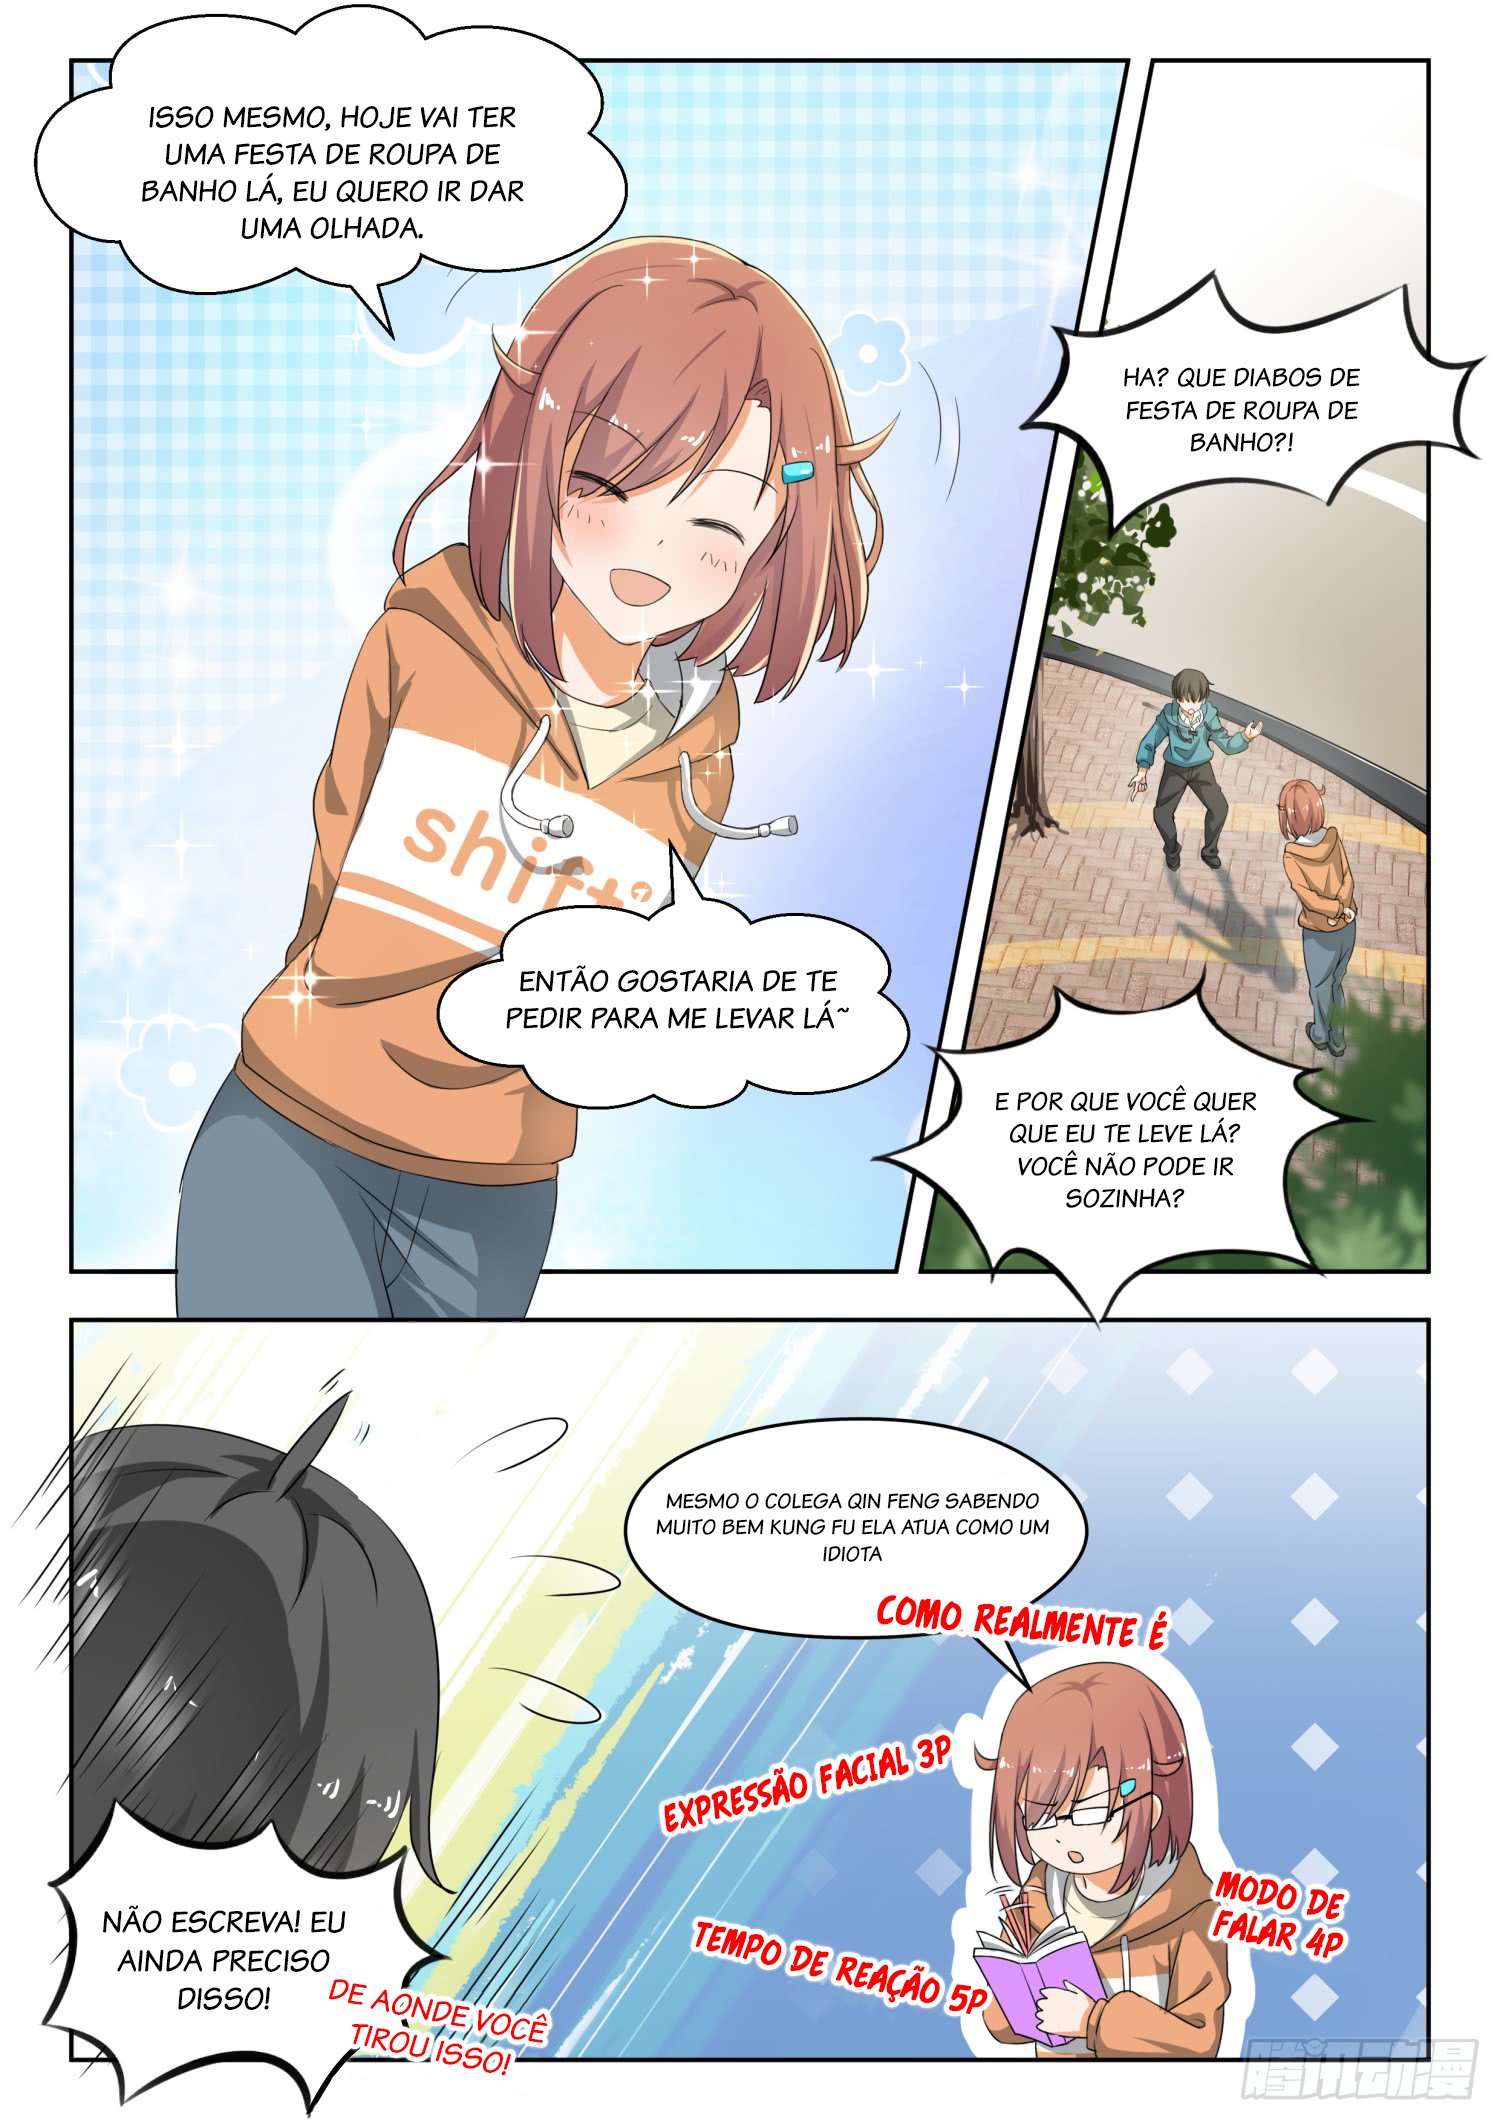 ISSO MESMO, HOJE VAI TER
UMA FESTA DE ROUPA DE
BANHO LÁ, EU QUERO IR DAR
UMA OLHADA.
shift
ENTÃO GOSTARIA DE TE
PEDIR PARA ME LEVAR LÁ~
HA? QUE DIABOS DE
FESTA DE ROUPA DE
BANHO?!
E POR QUE VOCÊ QUER
QUE EU TE LEVE LÁ?
VOCÊ NÃO PODE IR
SOZINHA?
MESMO O COLEGA QIN FENG SABENDO
MUITO BEM KUNG FU ELA ATUA COMO UM
IDIOTA
COMO REALMENTE É
EXPRESSÃO FACIAL 3P
MODO DE
FALAR 4P
TEMPO DE REAÇÃO 5P
NÃO ESCREVA! EU
AINDA PRECISO
DISSO!
DE AONDE VOCÊ
TIROU ISSO!
腾讯动漫